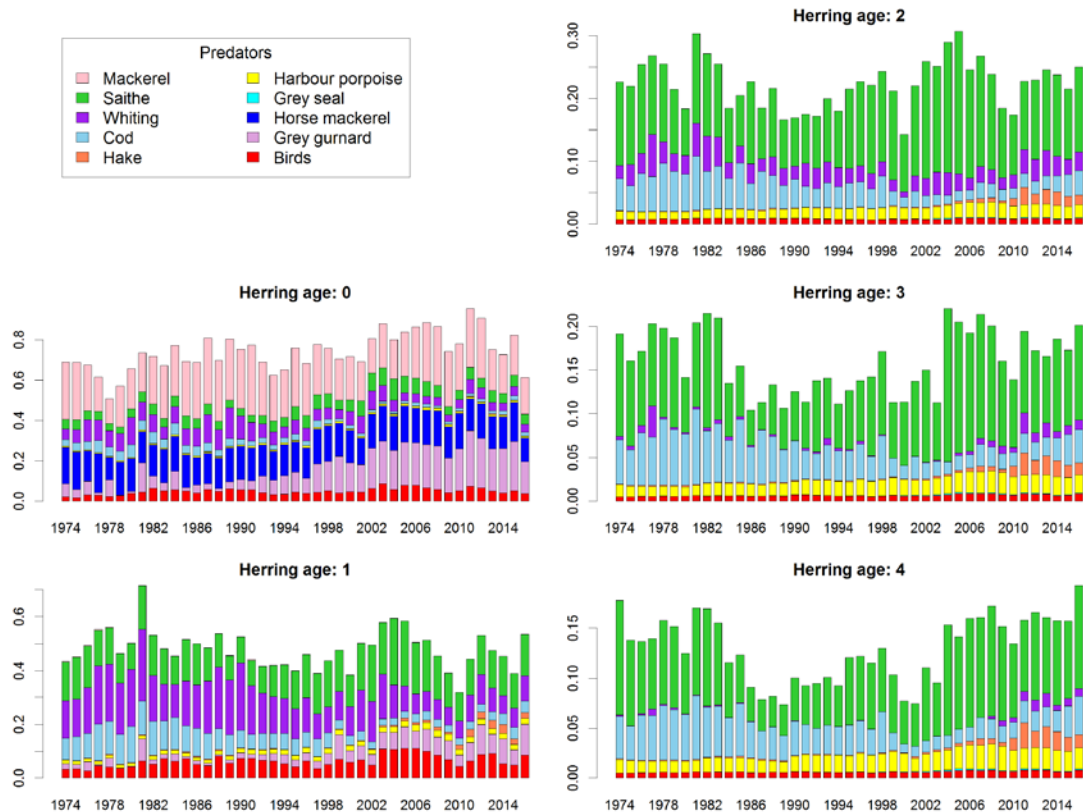 Predators
Mackerel Harbour porpoise
Saithe Grey seal
Whiting Horse mackerel
Cod Grey gurnard
Hake Birds
Herring age: 2
0.00 0.10 0.20 0.30
1974 1978 1982 1986 1990 1994 1998 2002 2006 2010 2014
Herring age: 0
0.0 0.2 0.4 0.6 0.8
1974 1978 1982 1986 1990 1994 1998 2002 2006 2010 2014
Herring age: 3
0.00 0.05 0.10 0.15 0.20
1974 1978 1982 1986 1990 1994 1998 2002 2006 2010 2014
Herring age: 1
0.0 0.2 0.4 0.6
1974 1978 1982 1986 1990 1994 1998 2002 2006 2010 2014
Herring age: 4
0.00 0.05 0.10 0.15
1974 1978 1982 1986 1990 1994 1998 2002 2006 2010 2014